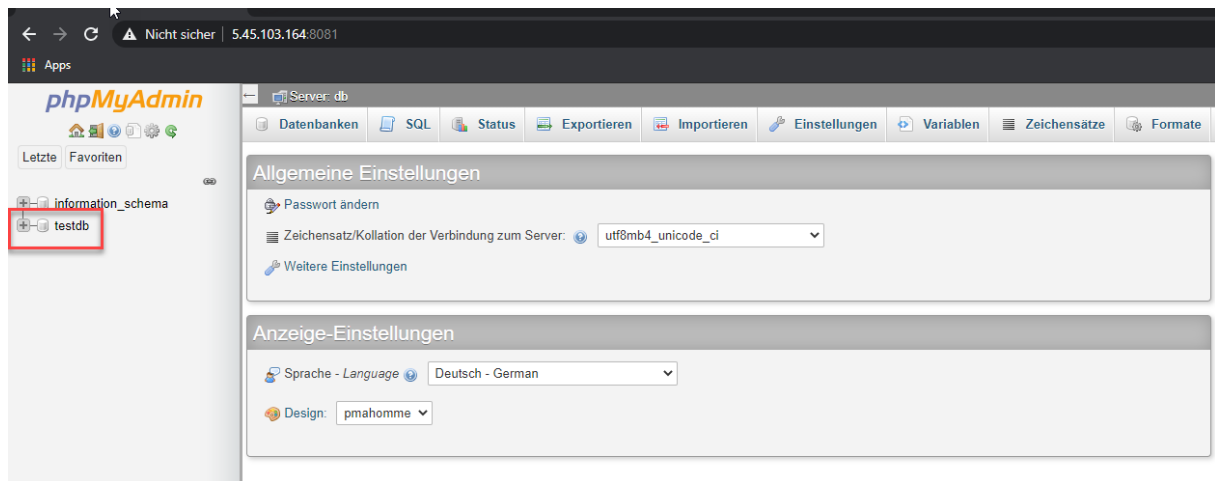 Nicht sicher | 5.45.103.164:8081
Apps
phpMyAdmin
Letzte Favoriten
information_schema
testdb
Server: db
Datenbanken SQL Status Exportieren Importieren Einstellungen Variablen Zeichensätze Formate
Allgemeine Einstellungen
Passwort ändern
Zeichensatz/Kollation der Verbindung zum Server: utf8mb4_unicode_ci
Weitere Einstellungen
Anzeige-Einstellungen
Sprache - Language Deutsch - German
Design: pmahomme